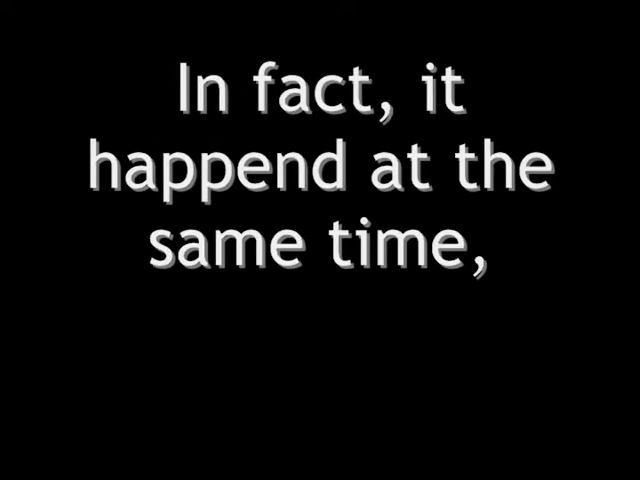 In fact, it
happend at the
same time,